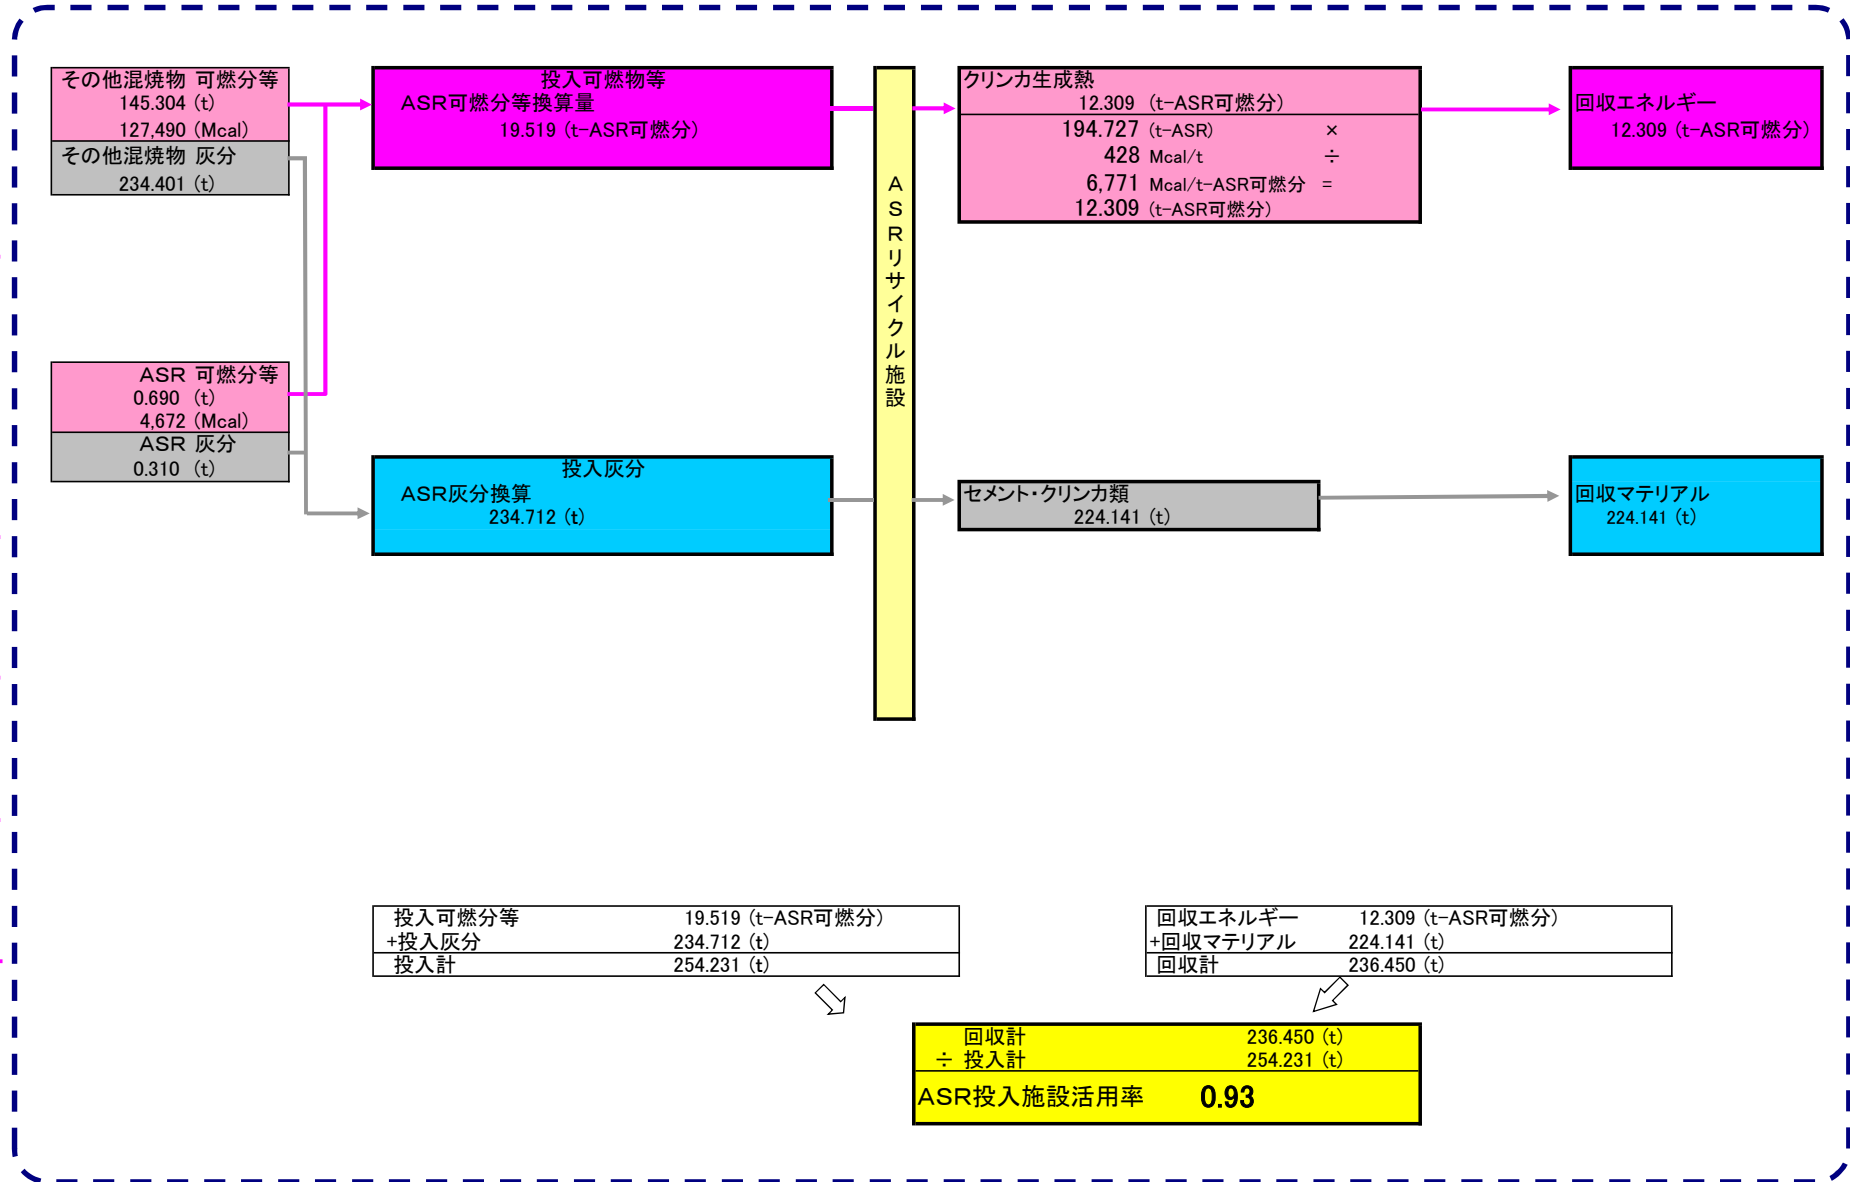 その他混焼物 可燃分等
145.304 (t)
127,490 (Mcal)
その他混焼物 灰分
234.401 (t)
ASR 可燃分等
0.690 (t)
4,672 (Mcal)
ASR 灰分
0.310 (t)
投入可燃物等
ASR可燃分等換算量
19.519 (t-ASR可燃分)
投入灰分
ASR灰分換算
234.712 (t)
ASRリサイクル施設
クリンカ生成熱
12.309 (t-ASR可燃分)
194.727 (t-ASR) ×
428 Mcal/t ÷
6,771 Mcal/t-ASR可燃分 =
12.309 (t-ASR可燃分)
セメント・クリンカ類
224.141 (t)
回収エネルギー
12.309 (t-ASR可燃分)
回収マテリアル
224.141 (t)
投入可燃分等 19.519 (t-ASR可燃分)
+投入灰分 234.712 (t)
投入計 254.231 (t)
回収エネルギー 12.309 (t-ASR可燃分)
+回収マテリアル 224.141 (t)
回収計 236.450 (t)
回収計 236.450 (t)
÷ 投入計 254.231 (t)
ASR投入施設活用率 0.93